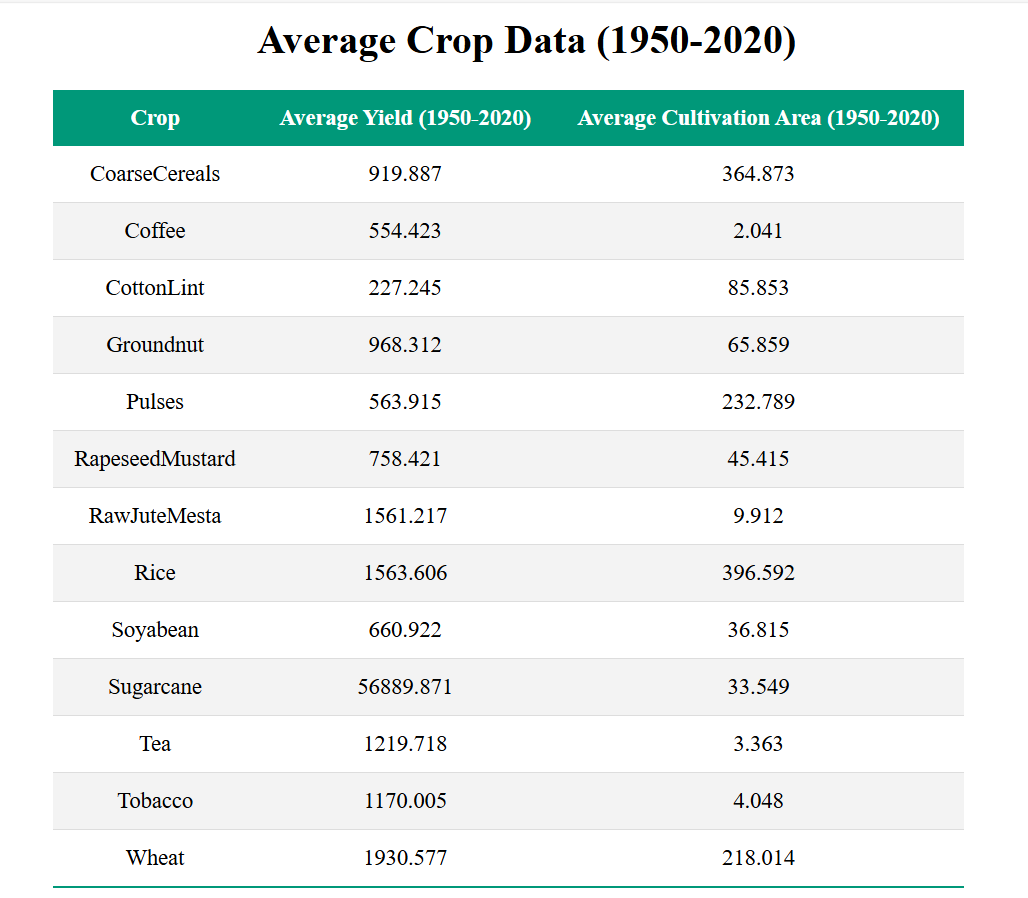 Average Crop Data (1950-2020)
Crop Average Yield (1950-2020) Average Cultivation Area (1950-2020)
CoarseCereals 919.887 364.873
Coffee 554.423 2.041
CottonLint 227.245 85.853
Groundnut 968.312 65.859
Pulses 563.915 232.789
RapeseedMustard 758.421 45.415
RawJuteMesta 1561.217 9.912
Rice 1563.606 396.592
Soyabean 660.922 36.815
Sugarcane 56889.871 33.549
Tea 1219.718 3.363
Tobacco 1170.005 4.048
Wheat 1930.577 218.014